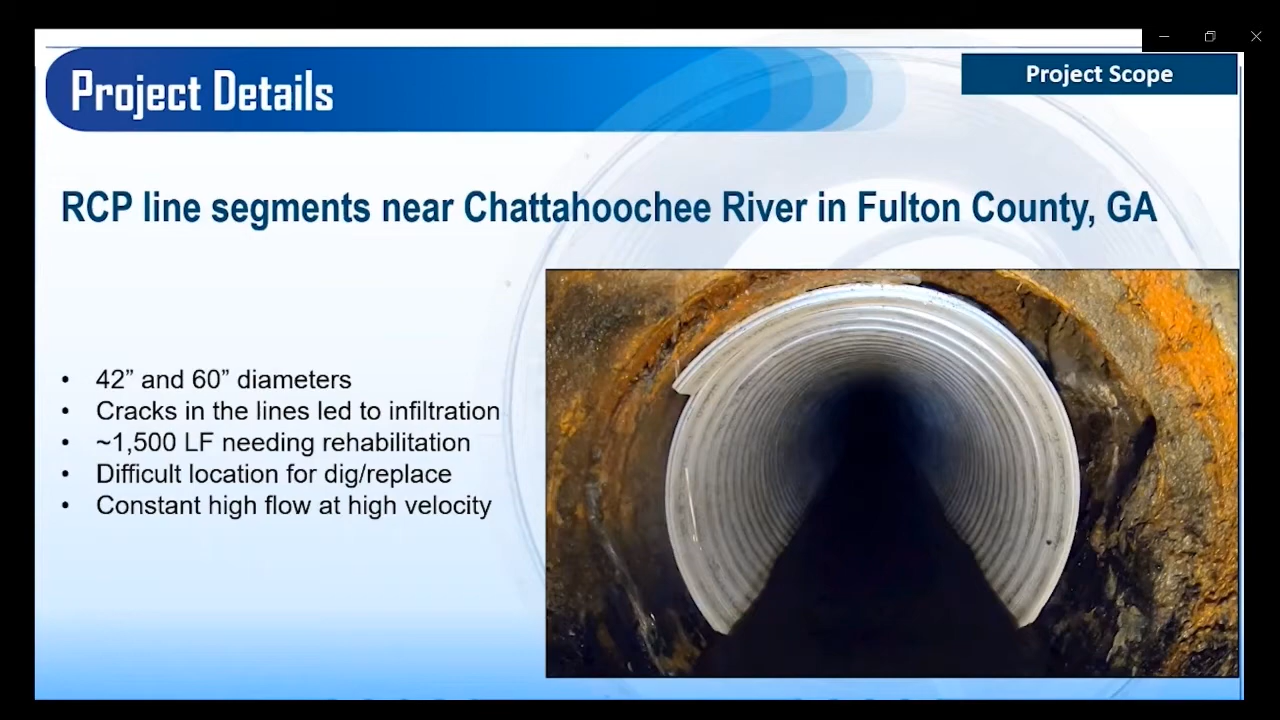 Project Details
Project Scope
RCP line segments near Chattahoochee River in Fulton County, GA
• 42” and 60” diameters
• Cracks in the lines led to infiltration
• ~1,500 LF needing rehabilitation
• Difficult location for dig/replace
• Constant high flow at high velocity